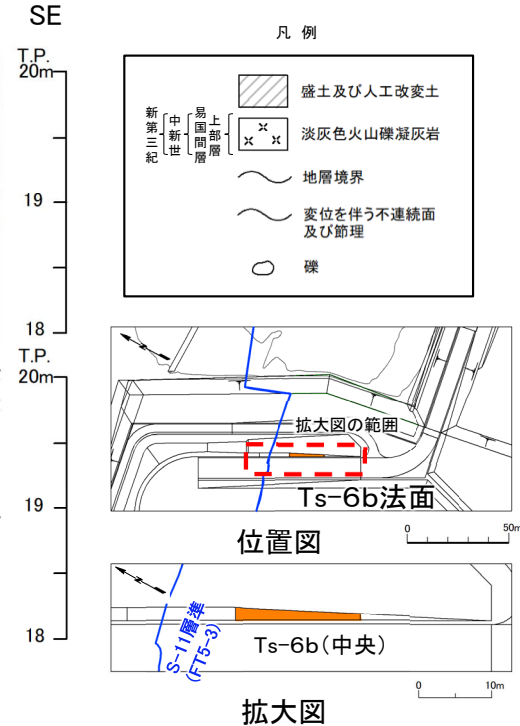 SE
T.P.
20m
19
18
T.P.
20m
19
18
凡 例
盛土及び人工改変土
新第三紀
中新世
易国間層
上部層
淡灰色火山礫凝灰岩
地層境界
変位を伴う不連続面
及び節理
礫
拡大図の範囲
Ts-6b法面
0 50m
位置図
S-11層準
(FT5-3)
Ts-6b(中央)
0 10m
拡大図